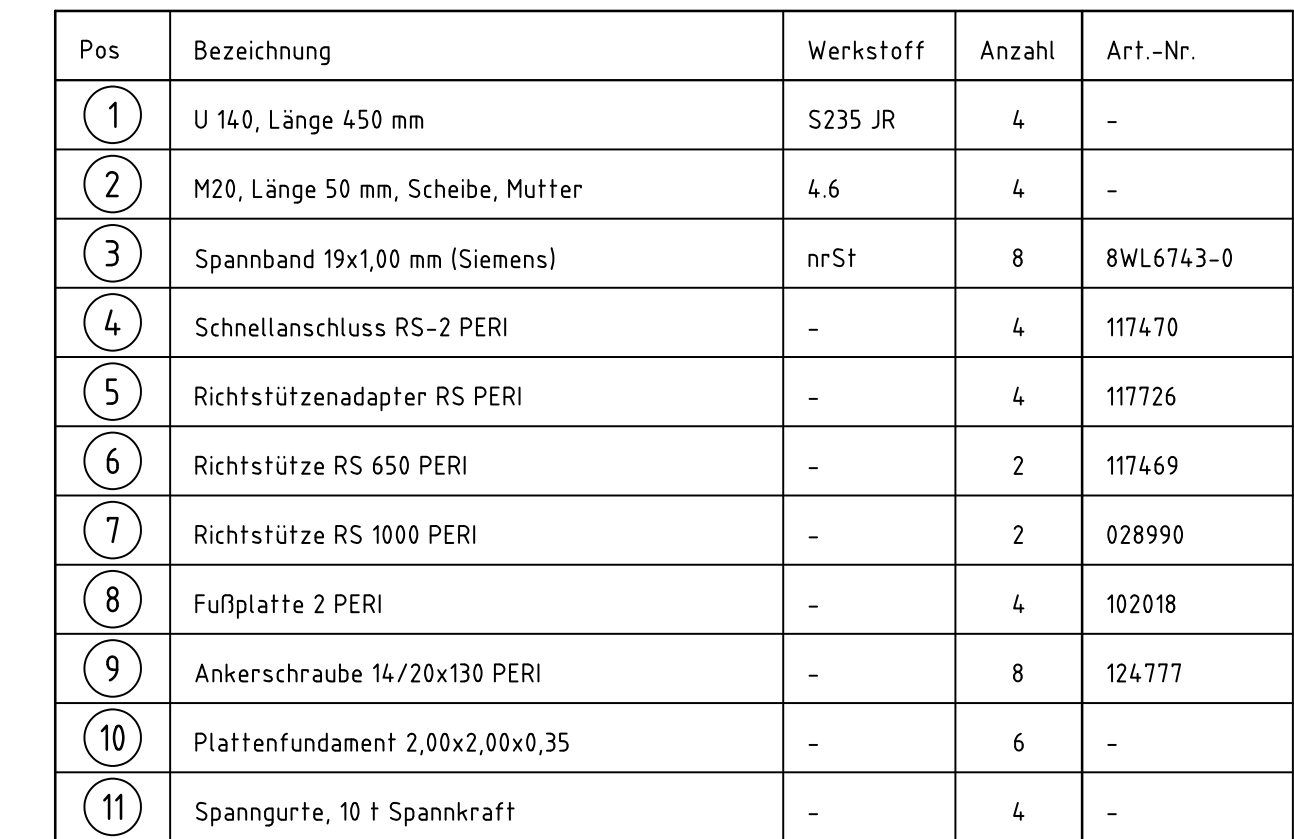 Pos Bezeichnung Werkstoff Anzahl Art.-Nr.
1 U 140, Länge 450 mm S235 JR 4 -
2 M20, Länge 50 mm, Scheibe, Mutter 4.6 4 -
3 Spannband 19x1,00 mm (Siemens) nrSt 8 8WL6743-0
4 Schnellanschluss RS-2 PERI - 4 117470
5 Richtstützenadapter RS PERI - 4 117726
6 Richtstütze RS 650 PERI - 2 117469
7 Richtstütze RS 1000 PERI - 2 028990
8 Fußplatte 2 PERI - 4 102018
9 Ankerschraube 14/20x130 PERI - 8 124777
10 Plattenfundament 2,00x2,00x0,35 - 6 -
11 Spanngurte, 10 t Spannkraft - 4 -